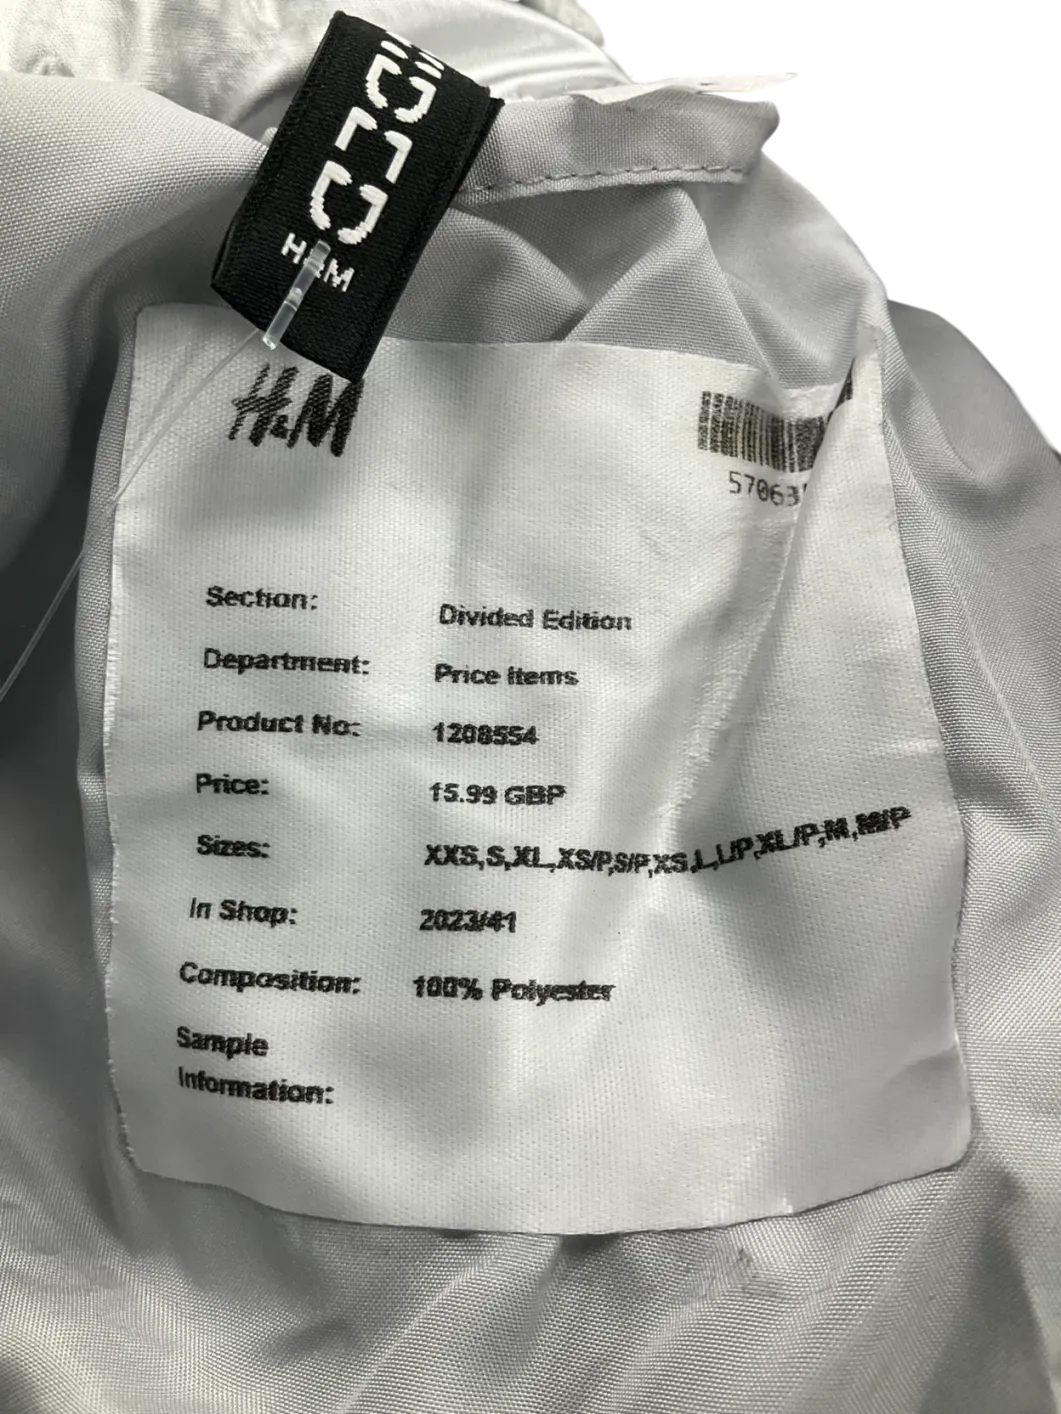 H&M
H&M
Section: Divided Edition
Department: Price Items
Product No: 1208554
Price: 15.99 GBP
Sizes: XXS,S,XL,XS/P,S/P,XS,L,L/P,XL/P,M,M/P
In Shop: 2023/41
Composition: 100% Polyester
Sample
Information: